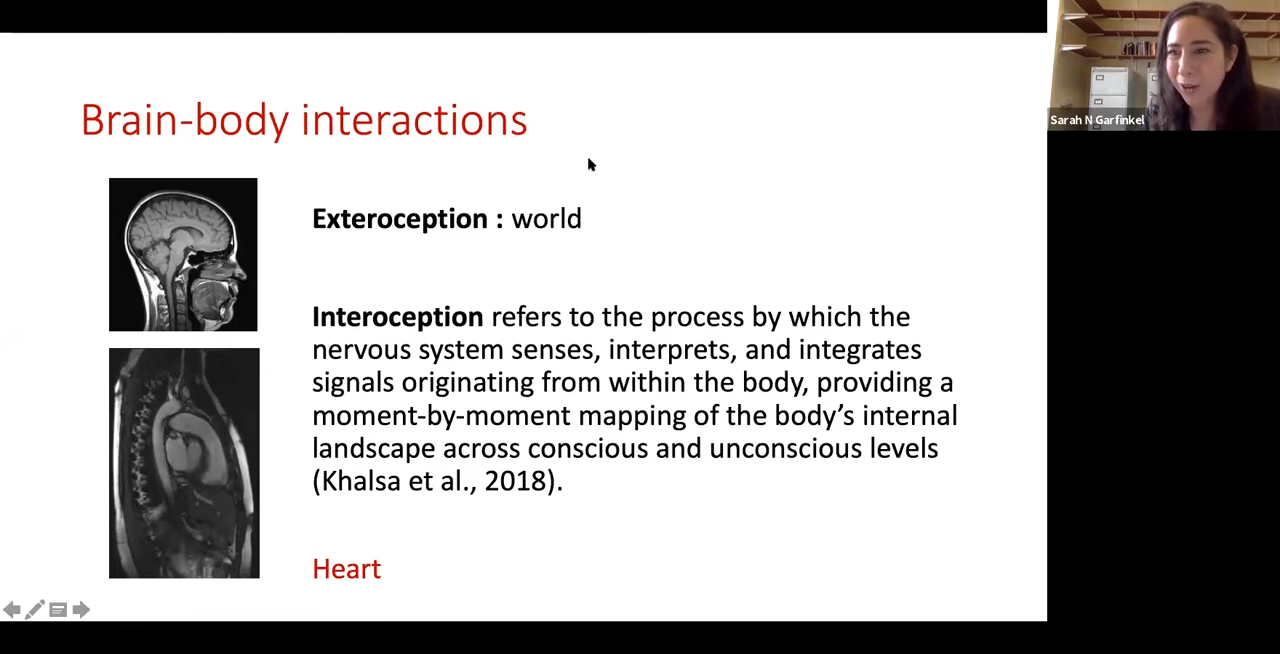 Brain-body interactions
Sarah N Garfinkel
Exteroception : world
Interoception refers to the process by which the
nervous system senses, interprets, and integrates
signals originating from within the body, providing a
moment-by-moment mapping of the body’s internal
landscape across conscious and unconscious levels
(Khalsa et al., 2018).
Heart